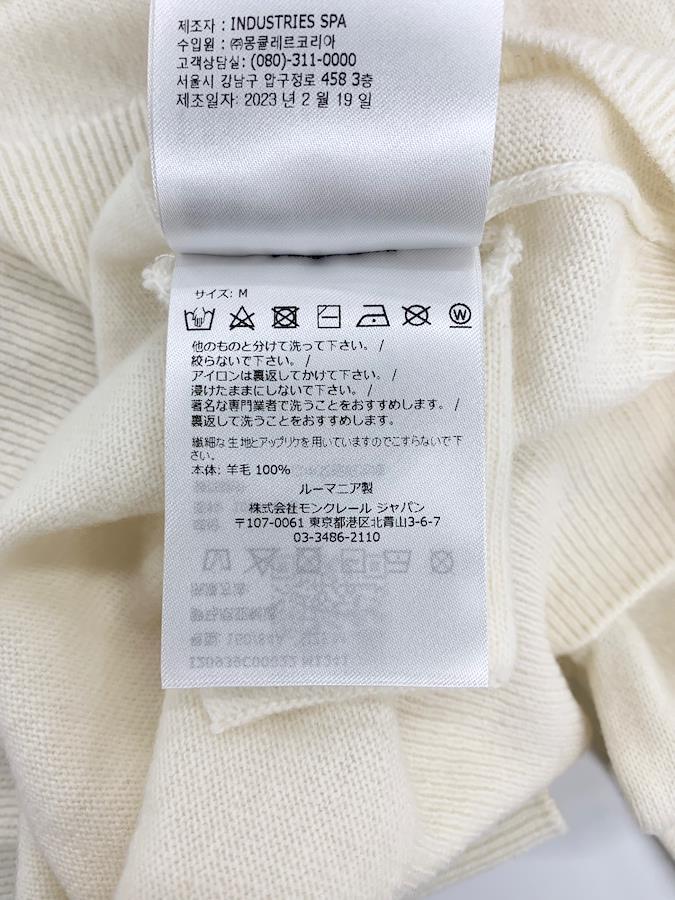 제조자 : INDUSTRIES SPA
수입원 : ㈜몽클레르코리아
고객상담실: (080)-311-0000
서울시 강남구 압구정로 458 3층
제조일자: 2023 년 2 월 19 일
サイズ: M
W
他のものと分けて洗って下さい。 /
絞らないで下さい。 /
アイロンは裏返してかけて下さい。 /
浸けたままにしないで下さい。 /
著名な専門業者で洗うことをおすすめします。 /
裏返して洗うことをおすすめします。
繊細な生地とアップリケを用いていますのでこすらないで下
さい。
本体: 羊毛 100%
ルーマニア製
株式会社モンクレール ジャパン
〒107-0061 東京都港区北青山3-6-7
03-3486-2110